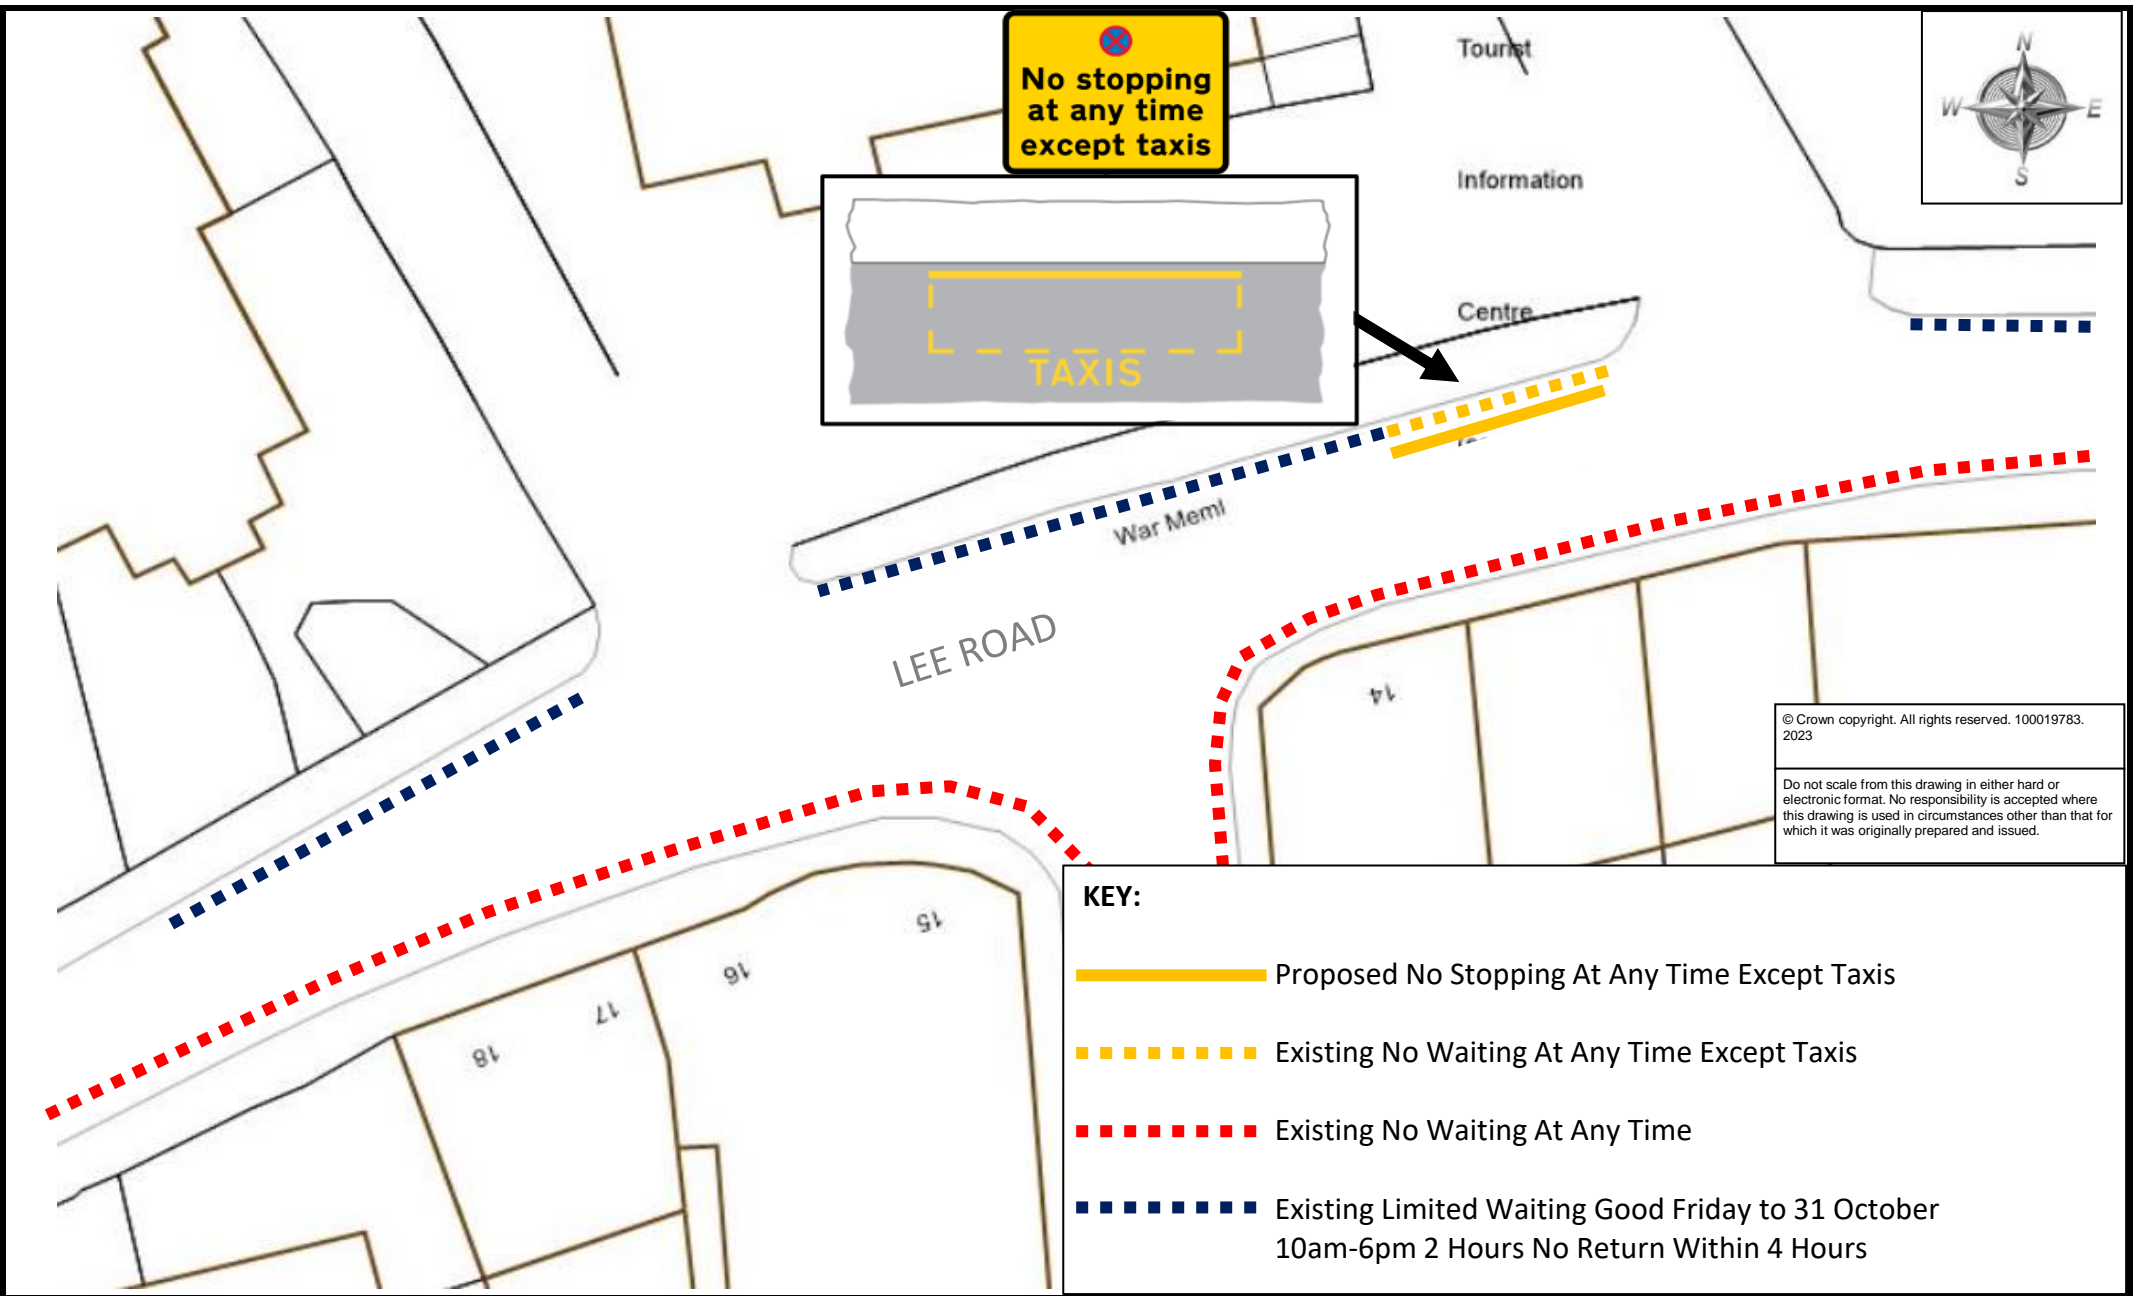 No stopping
at any time
except taxis
Tourist
Information
Centre
N
W
E
S
TAXIS
War Meml
LEE ROAD
14
15
16
17
18
© Crown copyright. All rights reserved. 100019783.
2023
Do not scale from this drawing in either hard or
electronic format. No responsibility is accepted where
this drawing is used in circumstances other than that for
which it was originally prepared and issued.
KEY:
Proposed No Stopping At Any Time Except Taxis
Existing No Waiting At Any Time Except Taxis
Existing No Waiting At Any Time
Existing Limited Waiting Good Friday to 31 October
10am-6pm 2 Hours No Return Within 4 Hours